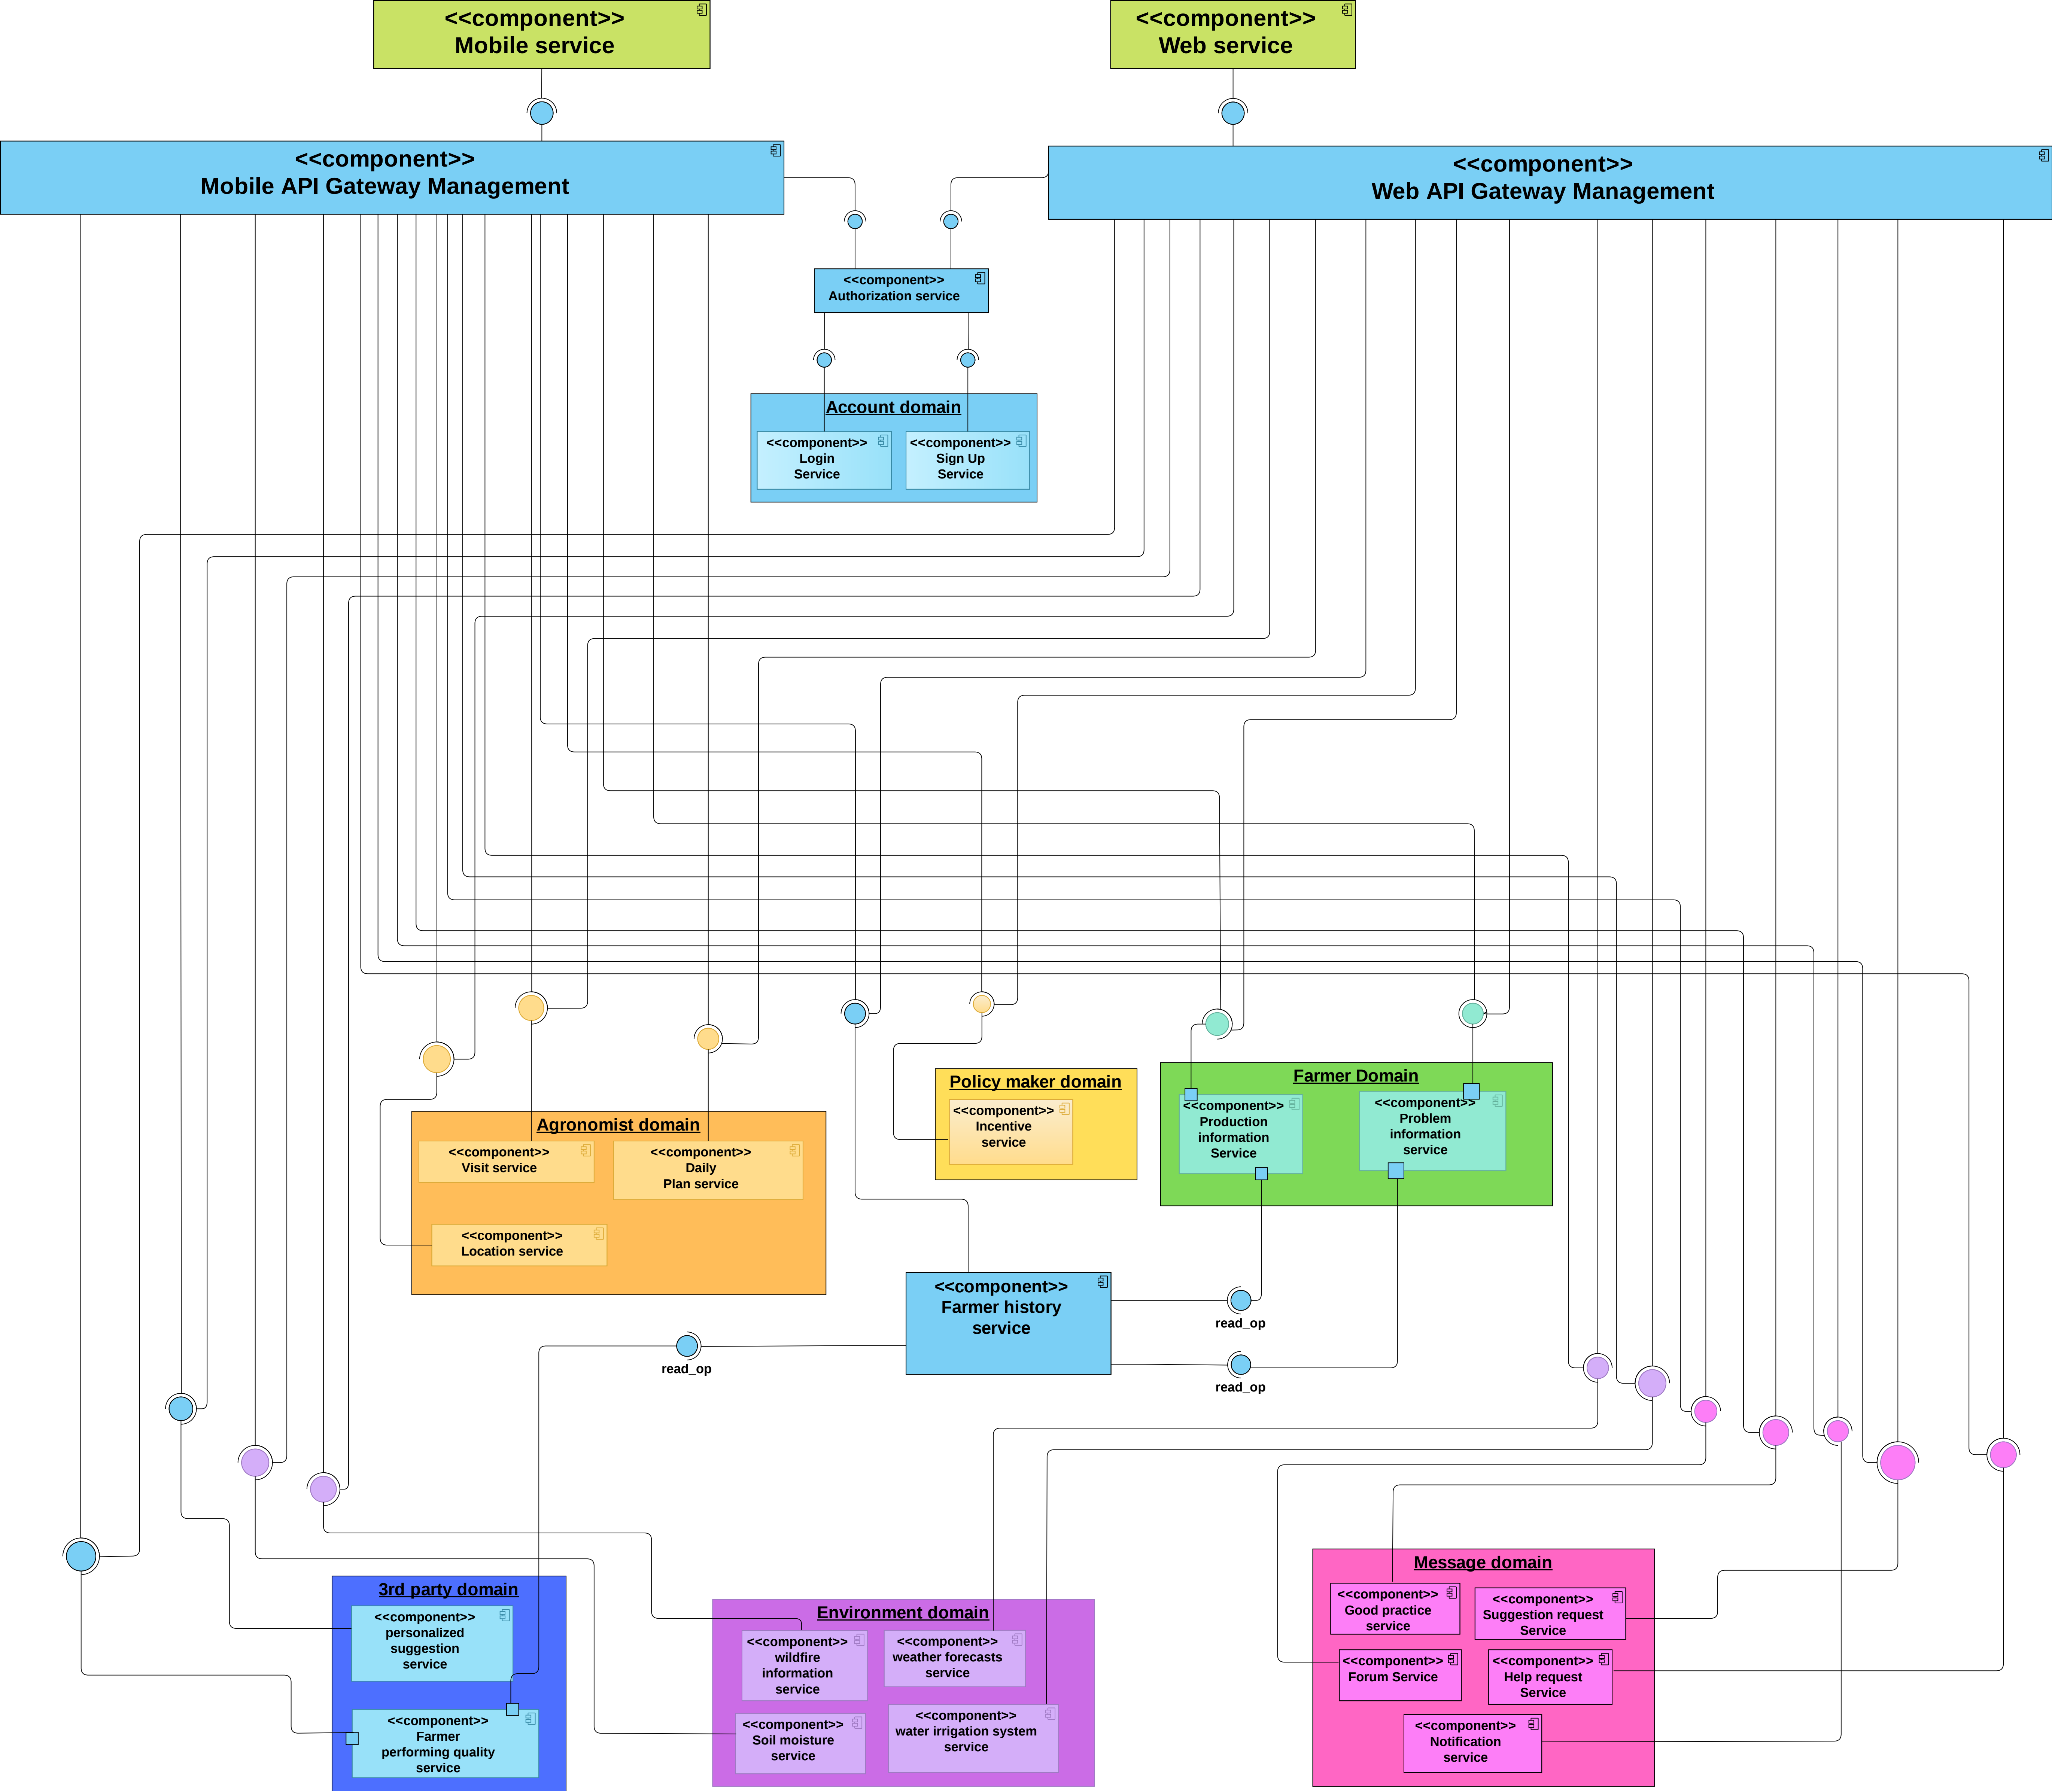 <<component>>
Mobile service
<<component>>
Web service
<<component>>
Mobile API Gateway Management
<<component>>
Web API Gateway Management
<<component>>
Authorization service
Account domain
<<component>>
Login
Service
<<component>>
Sign Up
Service
Policy maker domain
<<component>>
Incentive
service
Farmer Domain
<<component>>
Production
information
Service
<<component>>
Problem
information
service
Agronomist domain
<<component>>
Visit service
<<component>>
Daily
Plan service
<<component>>
Location service
<<component>>
Farmer history
service
read_op
read_op
read_op
3rd party domain
<<component>>
personalized
suggestion
service
<<component>>
Farmer
performing quality
service
Environment domain
<<component>>
wildfire
information
service
<<component>>
weather forecasts
service
<<component>>
Soil moisture
service
<<component>>
water irrigation system
service
Message domain
<<component>>
Good practice
service
<<component>>
Suggestion request
Service
<<component>>
Forum Service
<<component>>
Help request
Service
<<component>>
Notification
service